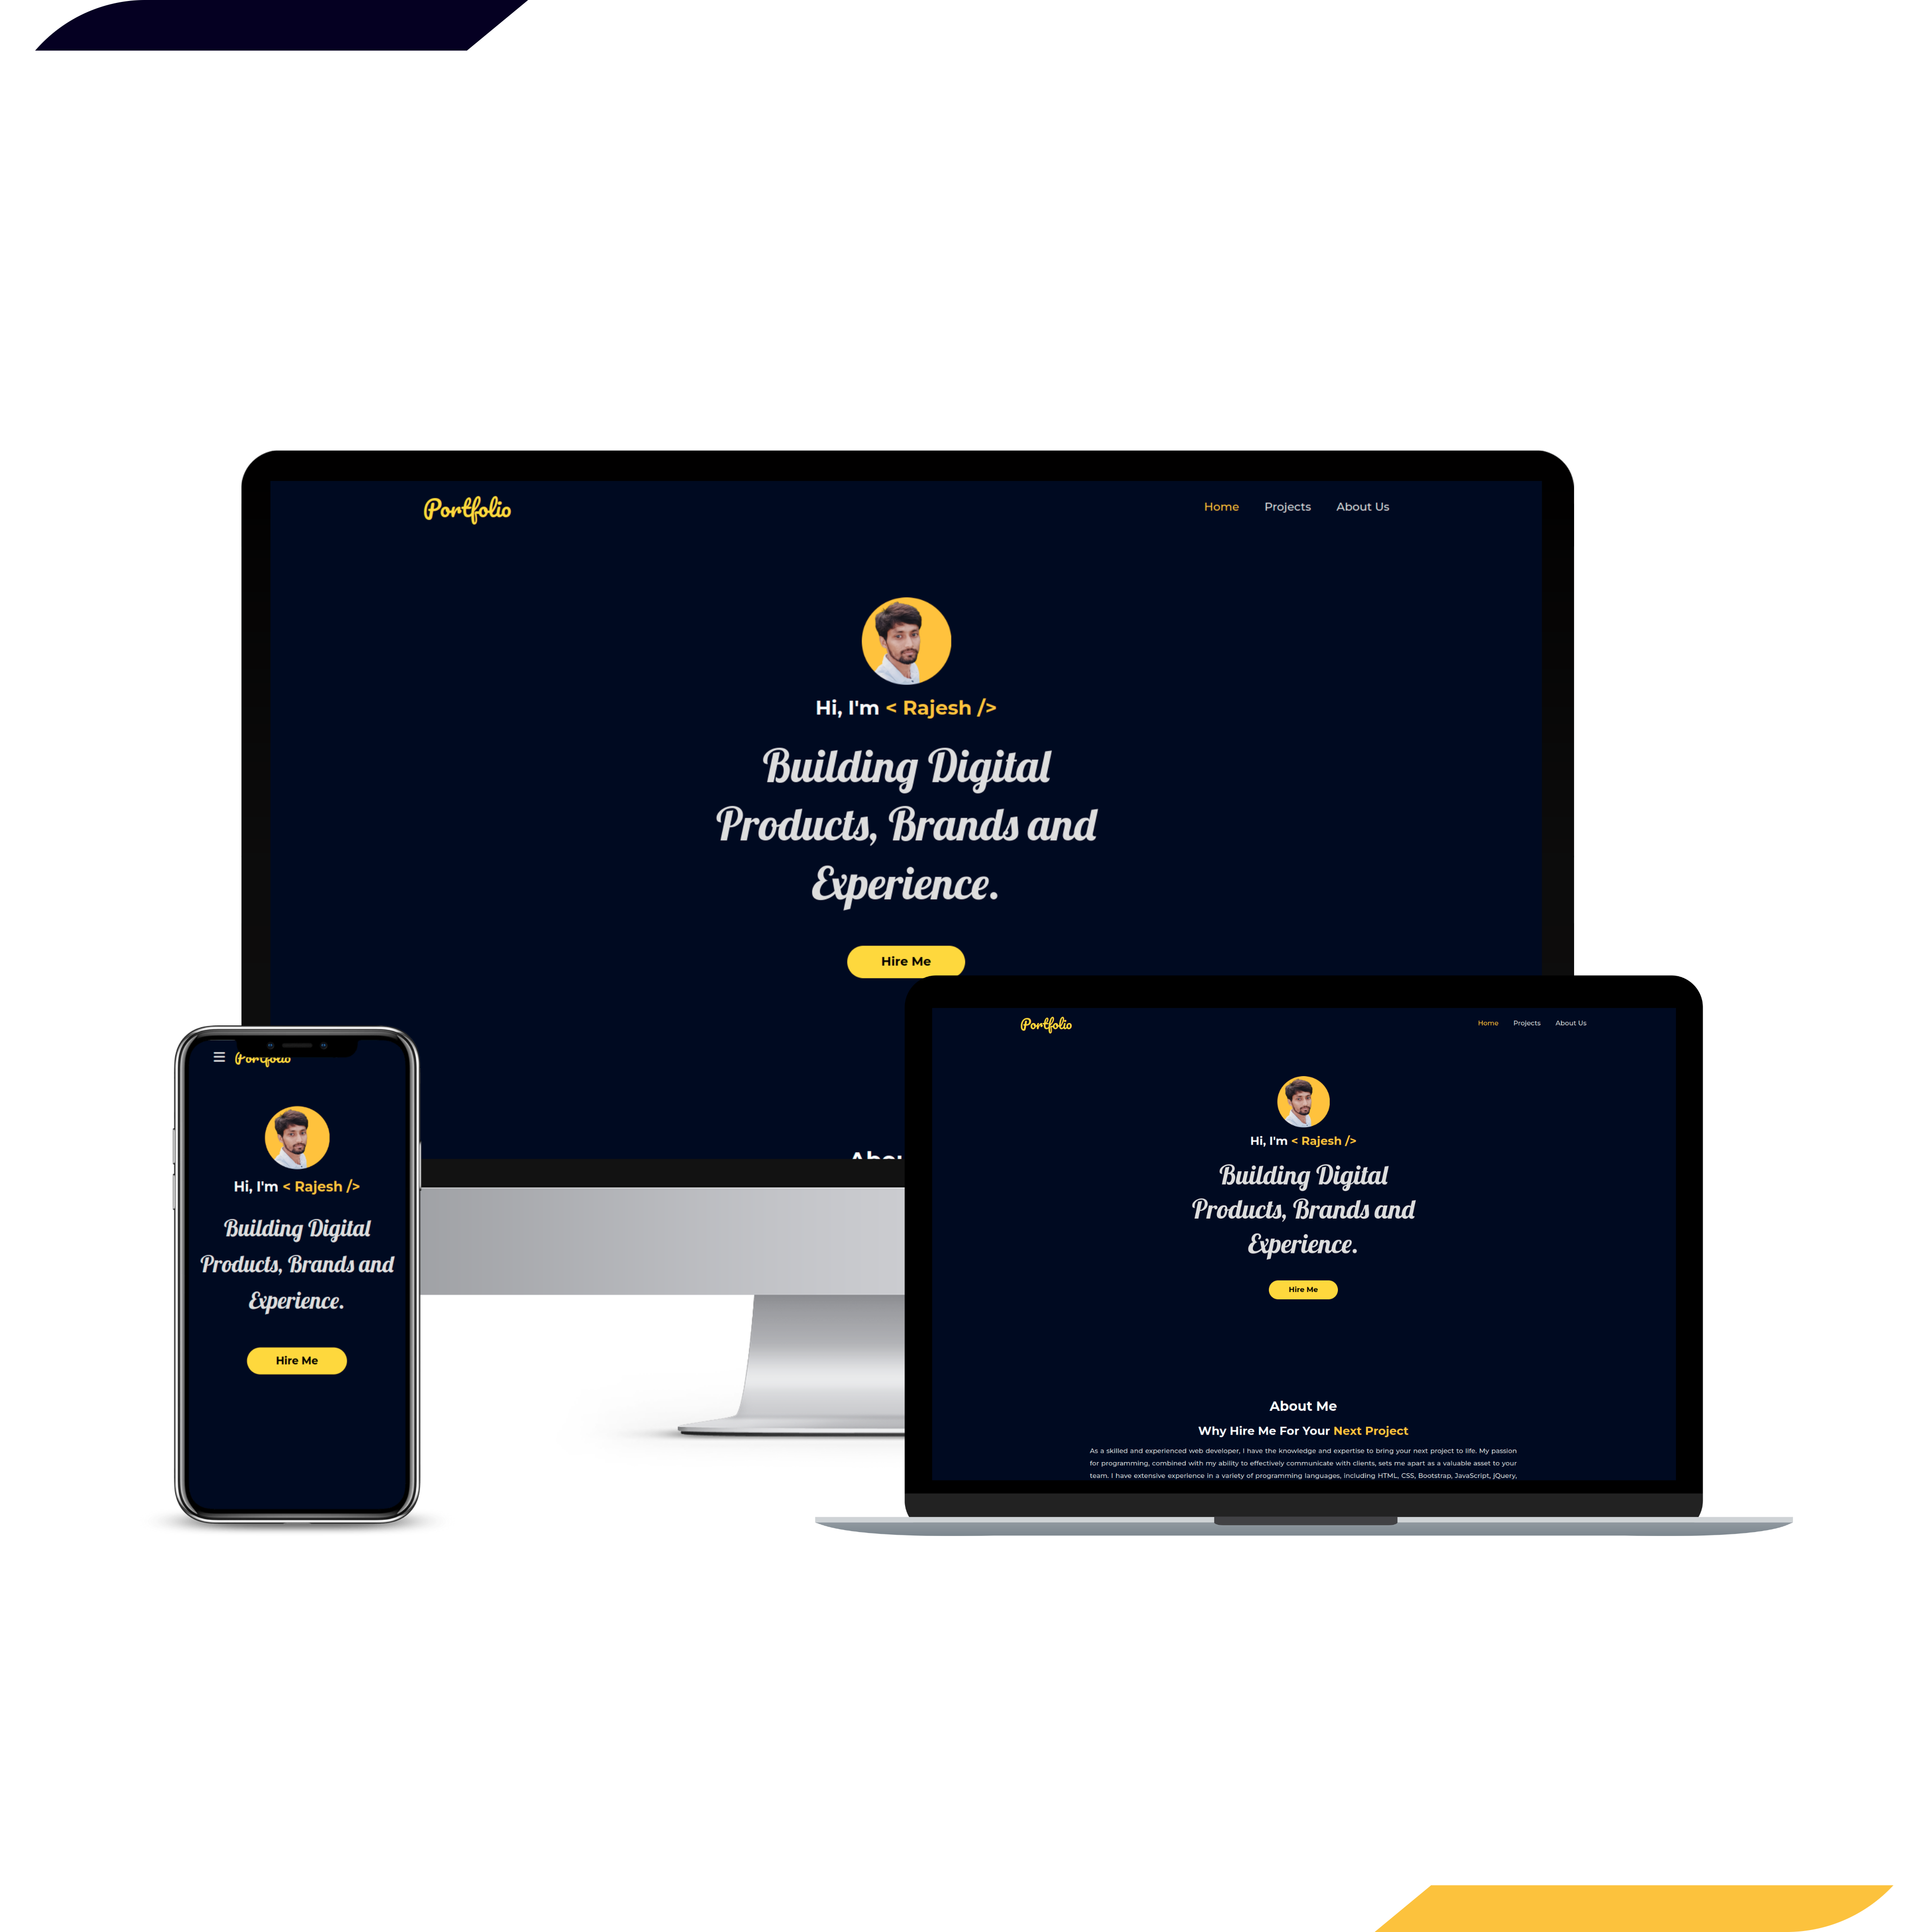 Portfolio
Home Projects About Us
Hi, I'm < Rajesh />
Building Digital
Products, Brands and
Experience.
Hire Me
Portfolio
Hi, I'm < Rajesh />
Building Digital
Products, Brands and
Experience.
Hire Me
Portfolio
Home Projects About Us
Hi, I'm < Rajesh />
Building Digital
Products, Brands and
Experience.
Hire Me
About Me
Why Hire Me For Your Next Project
As a skilled and experienced web developer, I have the knowledge and expertise to bring your next project to life. My passion
for programming, combined with my ability to effectively communicate with clients, sets me apart as a valuable asset to your
team. I have extensive experience in a variety of programming languages, including HTML, CSS, Bootstrap, JavaScript, jQuery,